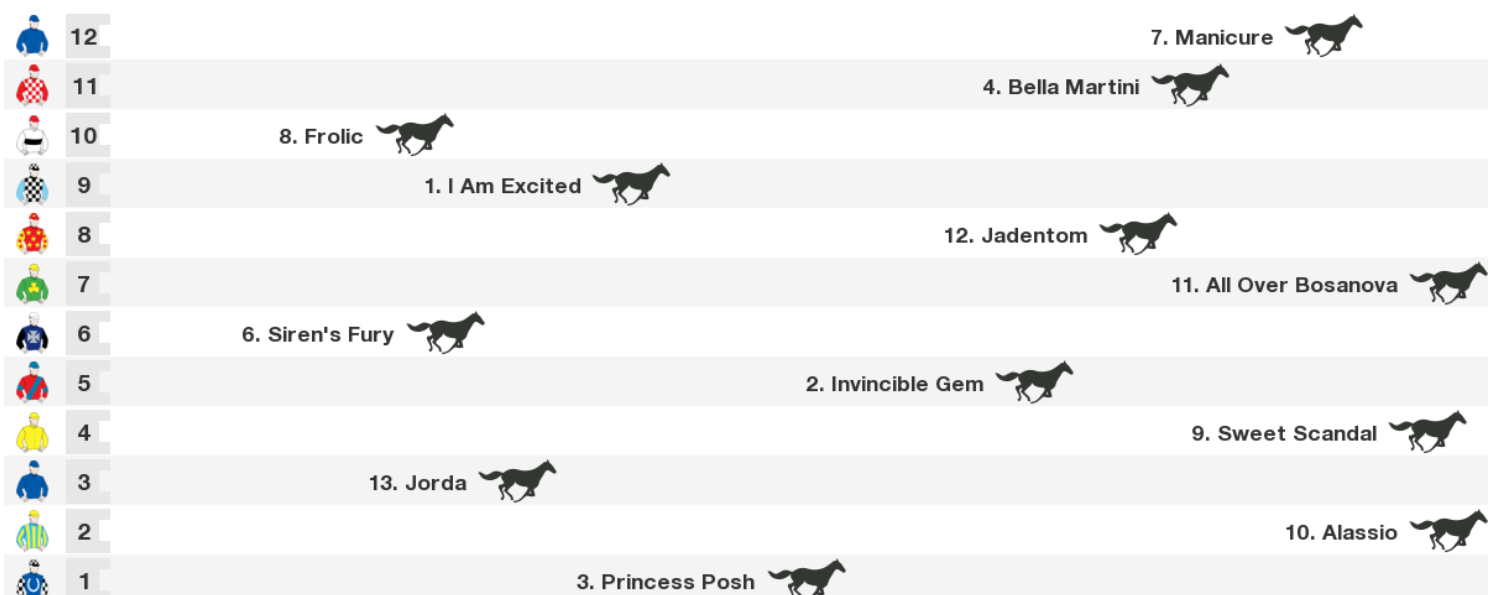 12 7. Manicure
11 4. Bella Martini
10 8. Frolic
9 1. I Am Excited
8 12. Jadentom
7 11. All Over Bosanova
6 6. Siren's Fury
5 2. Invincible Gem
4 9. Sweet Scandal
3 13. Jorda
2 10. Alassio
1 3. Princess Posh